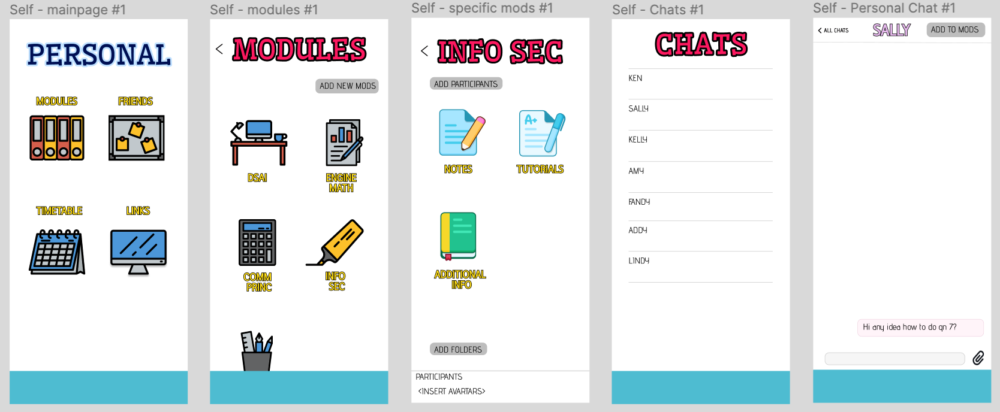 Self - mainpage #1
PERSONAL
MODULES
FRIENDS
TIMETABLE
LINKS
Self - modules #1
MODULES
ADD NEW MODS
DSAI
ENGINE
MATH
COMM
PRINC
INFO
SEC
Self - specific mods #1
INFO SEC
ADD PARTICIPANTS
A+
NOTES
TUTORIALS
ADDITIONAL
INFO
ADD FOLDERS
PARTICIPANTS
<INSERT AVARTARS>
Self - Chats #1
CHATS
KEN
SALLY
KELLY
AMY
FANDY
ADDY
LINDY
Self - Personal Chat #1
ALL CHATS
SALLY
ADD TO MODS
Hi any idea how to do qn 7?